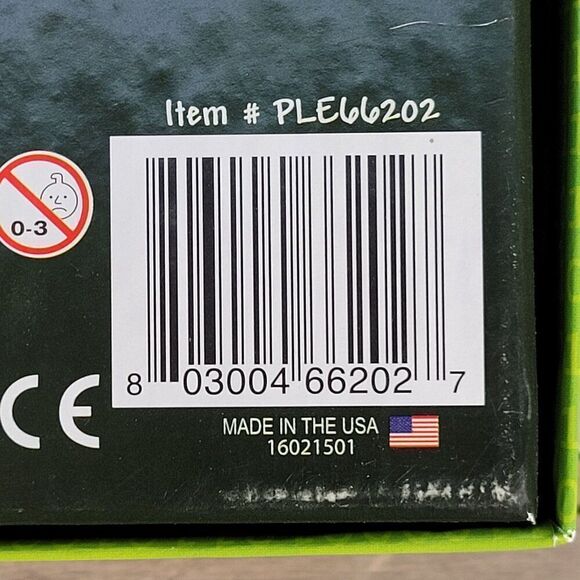 Item # PLE66202
0-3
8 03004 66202 7
CE
MADE IN THE USA
16021501